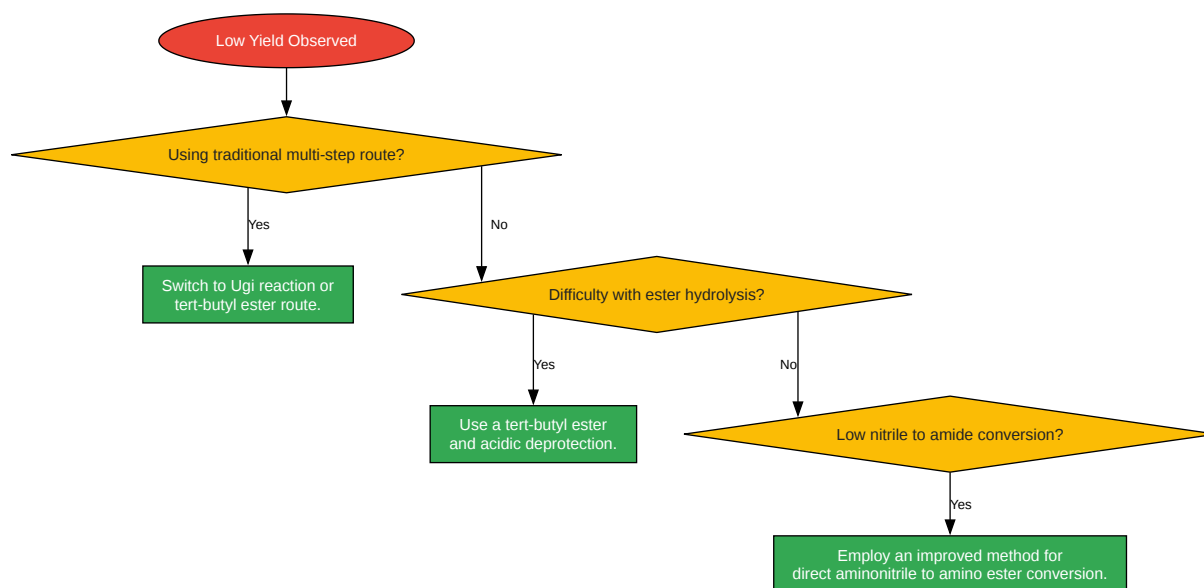 Low Yield Observed
Using traditional multi-step route?
Yes
No
Switch to Ugi reaction or
tert-butyl ester route.
Difficulty with ester hydrolysis?
Yes
No
Use a tert-butyl ester
and acidic deprotection.
Low nitrile to amide conversion?
Yes
Employ an improved method for
direct aminonitrile to amino ester conversion.